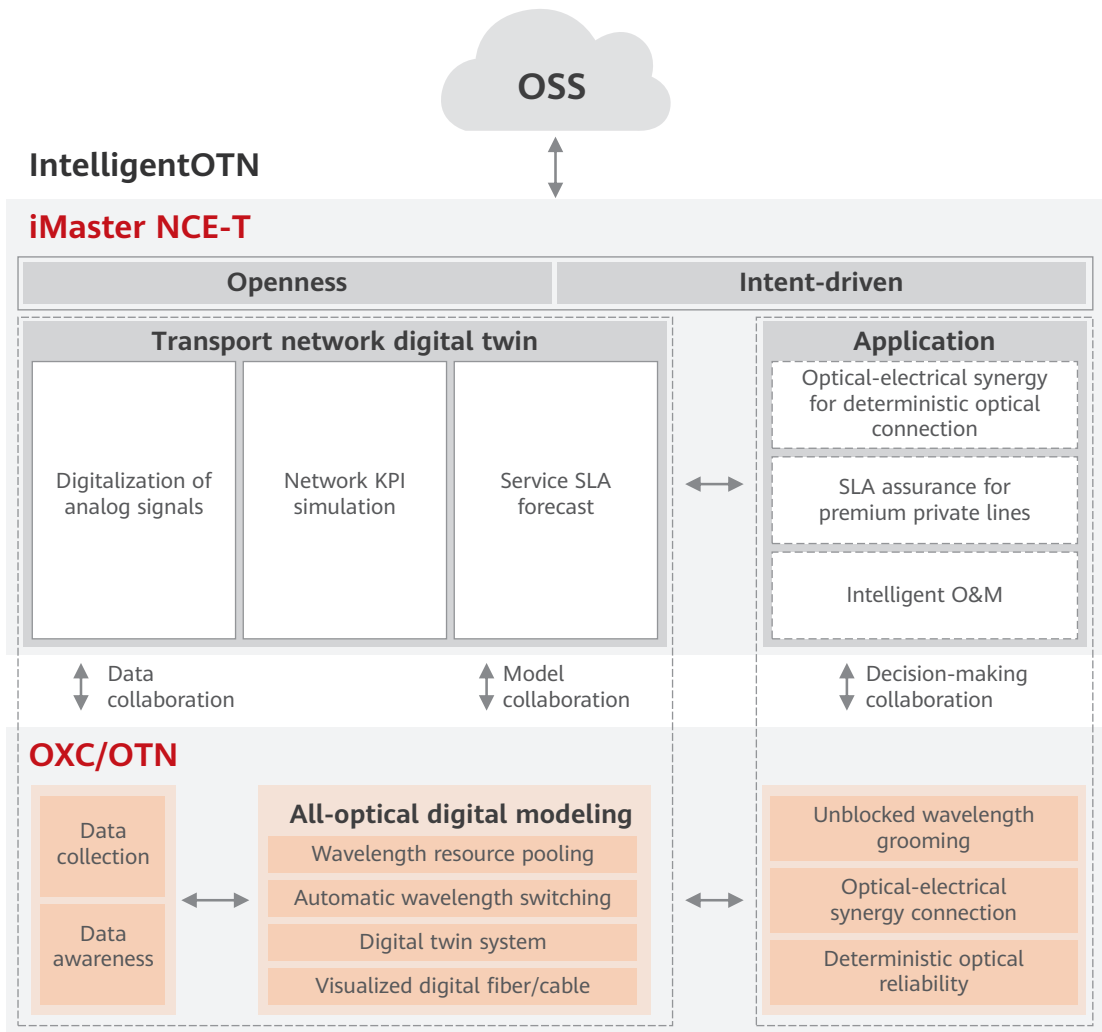 OSS
IntelligentOTN
iMaster NCE-T
Openness
Intent-driven
Transport network digital twin
Digitalization of
analog signals
Network KPI
simulation
Service SLA
forecast
Application
Optical-electrical synergy
for deterministic optical
connection
SLA assurance for
premium private lines
Intelligent O&M
Data
collaboration
Model
collaboration
Decision-making
collaboration
OXC/OTN
Data
collection
Data
awareness
All-optical digital modeling
Wavelength resource pooling
Automatic wavelength switching
Digital twin system
Visualized digital fiber/cable
Unblocked wavelength
grooming
Optical-electrical
synergy connection
Deterministic optical
reliability